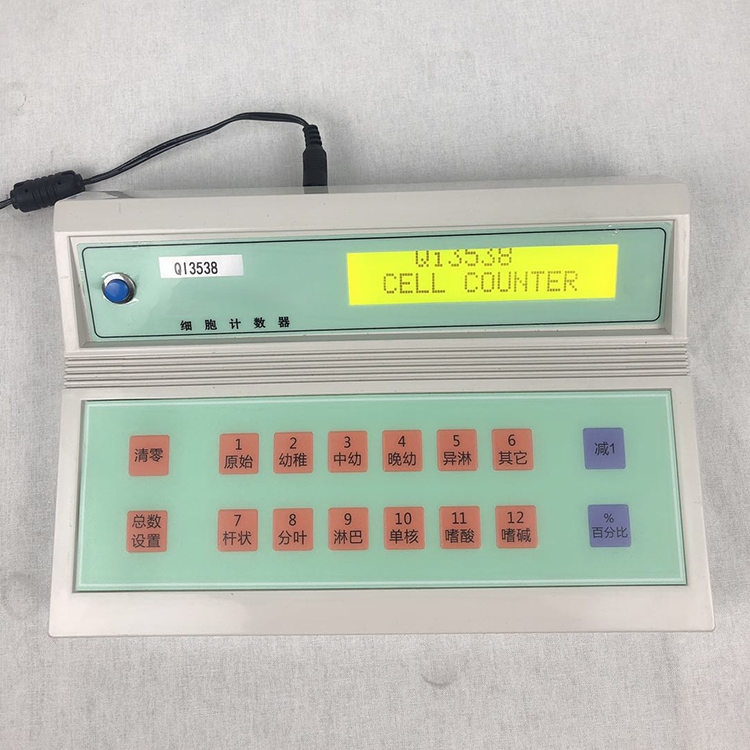 QI3538
Qi3538
CELL COUNTER
细胞计数器
清零
1
原始
2
幼稚
3
中幼
4
晚幼
5
异淋
6
其它
减1
总数
设置
7
杆状
8
分叶
9
淋巴
10
单核
11
嗜酸
12
嗜碱
%
百分比